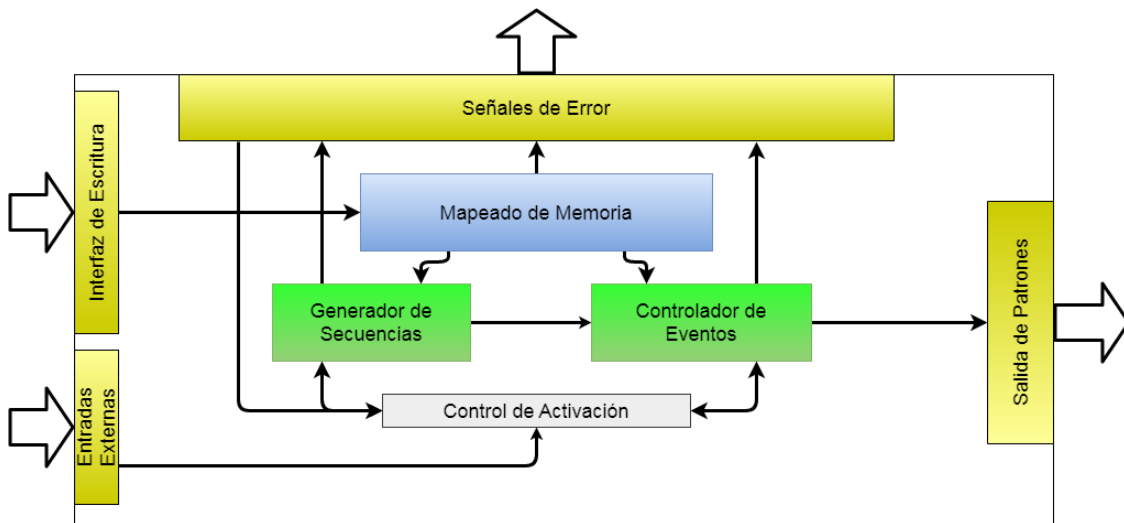 Señales de Error
Interfaz de Escritura
Mapeado de Memoria
Generador de
Secuencias
Controlador de
Eventos
Salida de Patrones
Entradas
Externas
Control de Activación